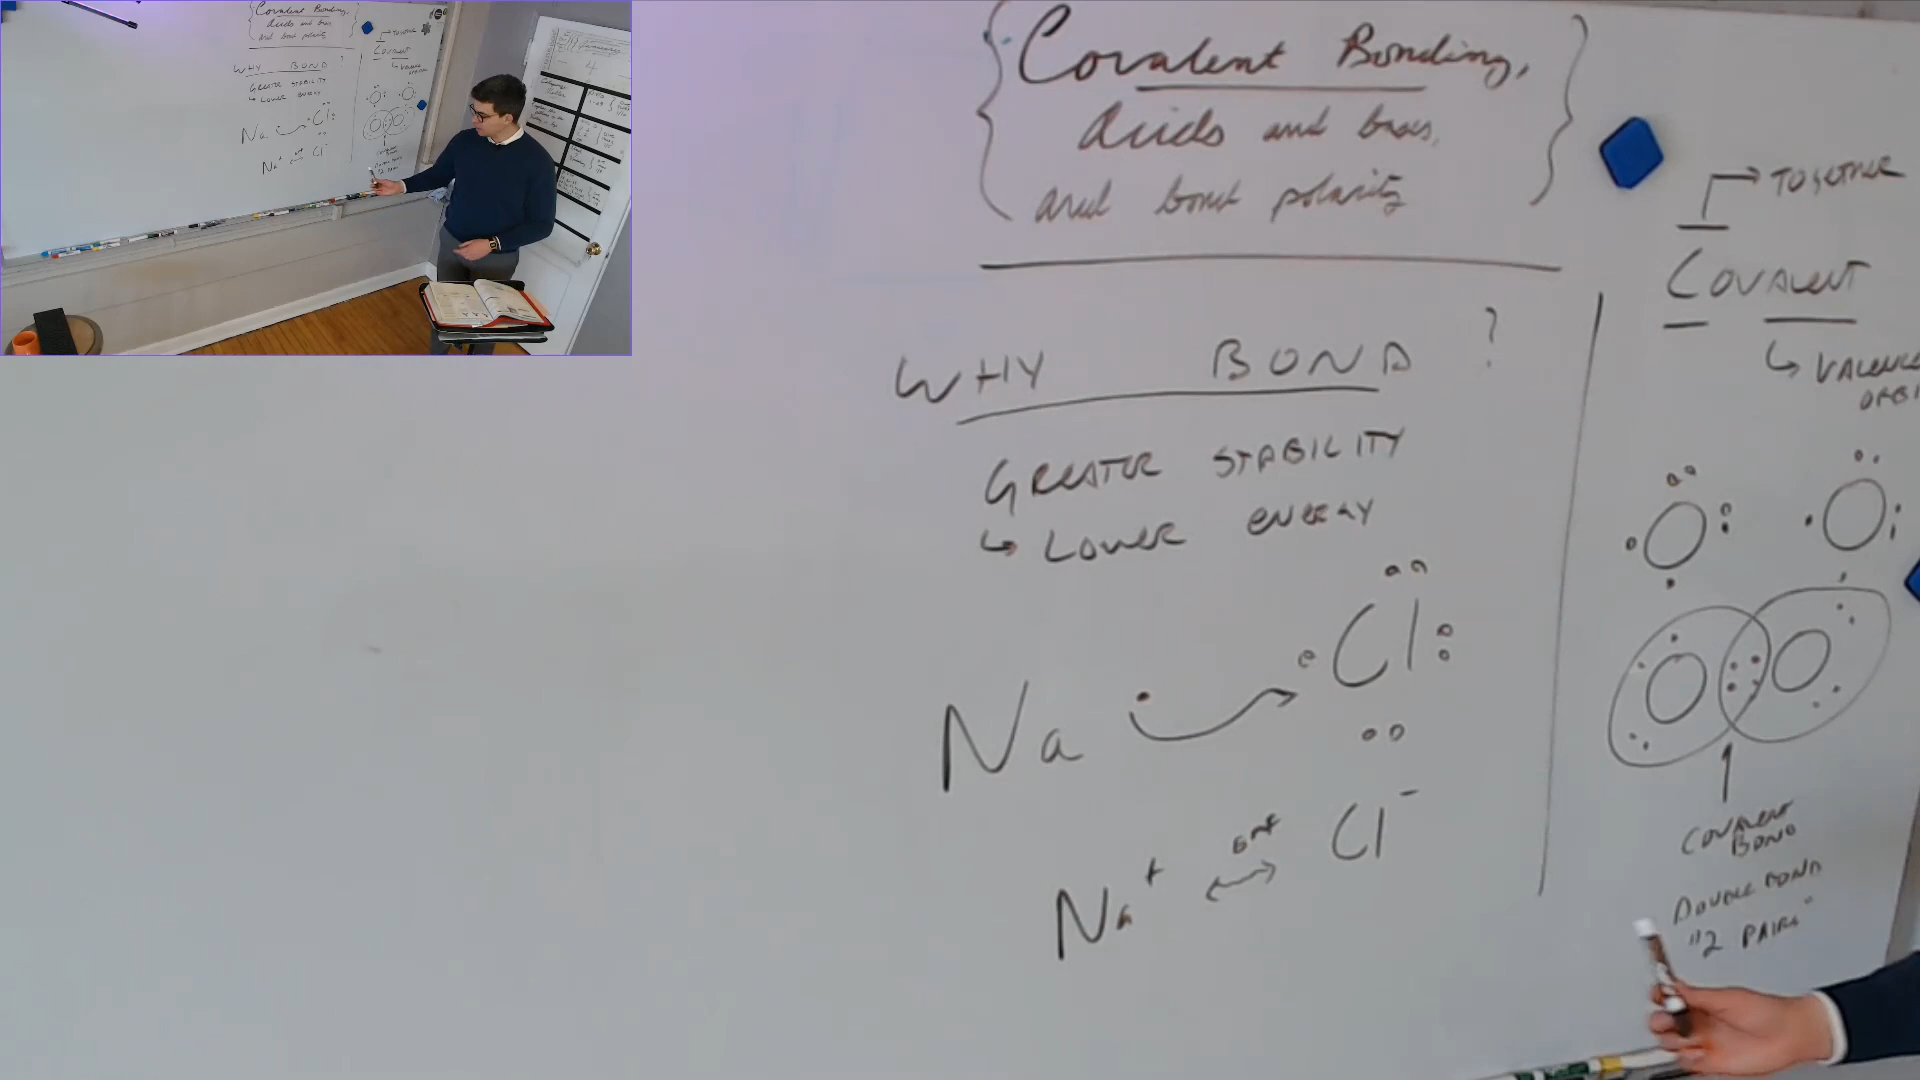 Covalent Bonding,
Acids and bases,
and bond polarity
WHY BOND ?
GREATER STABILITY
↳ LOWER ENERGY
Na Cl
Na+ Cl-
TOGETHER
COVALENT
↳ VALENCE
ORBI
O O
COVALENT
BOND
DOUBLE BOND
"2 PAIRS"